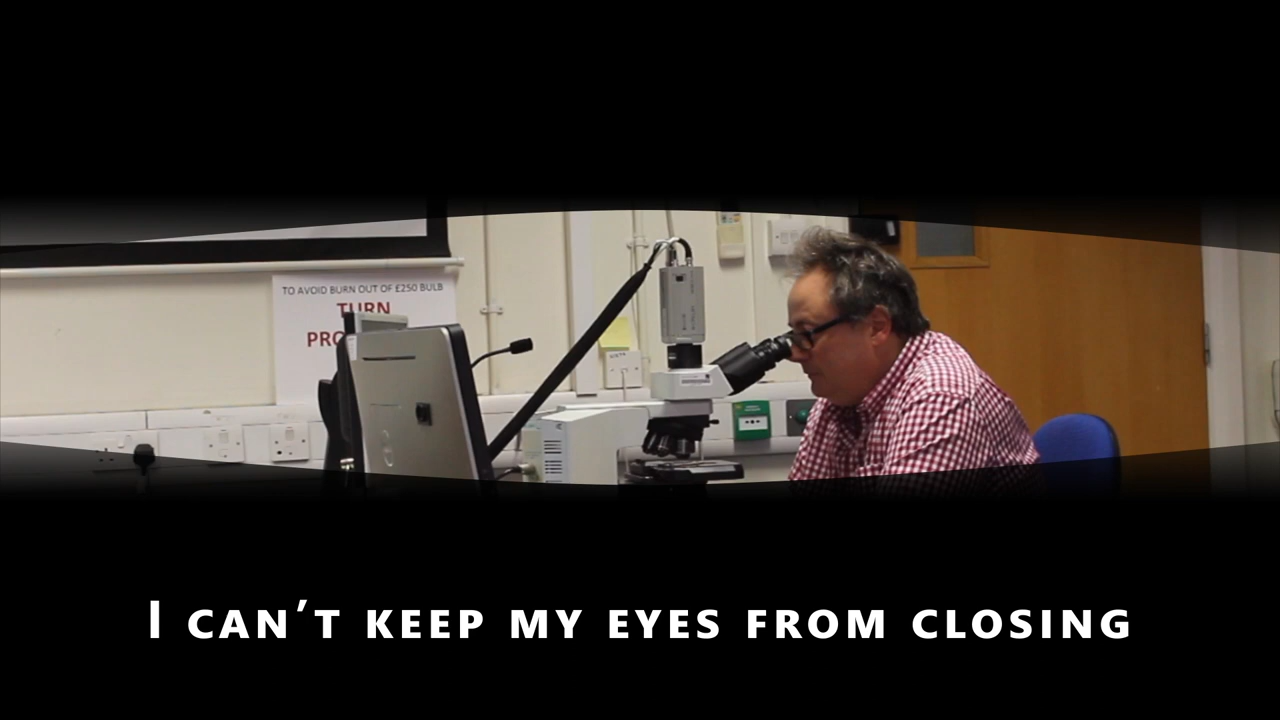 TO AVOID BURN OUT OF £250 BULB
TURN
I CAN'T KEEP MY EYES FROM CLOSING